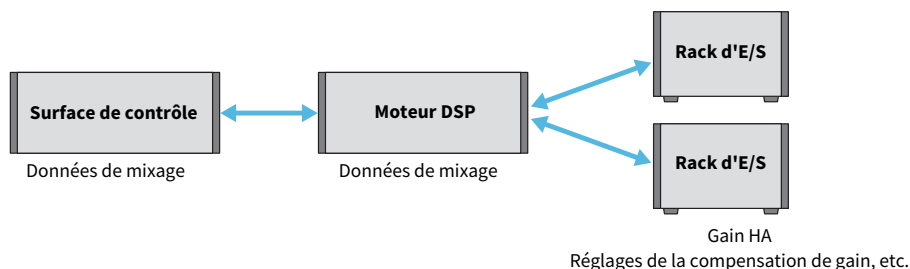 Surface de contrôle
Données de mixage
Moteur DSP
Données de mixage
Rack d'E/S
Rack d'E/S
Gain HA
Réglages de la compensation de gain, etc.